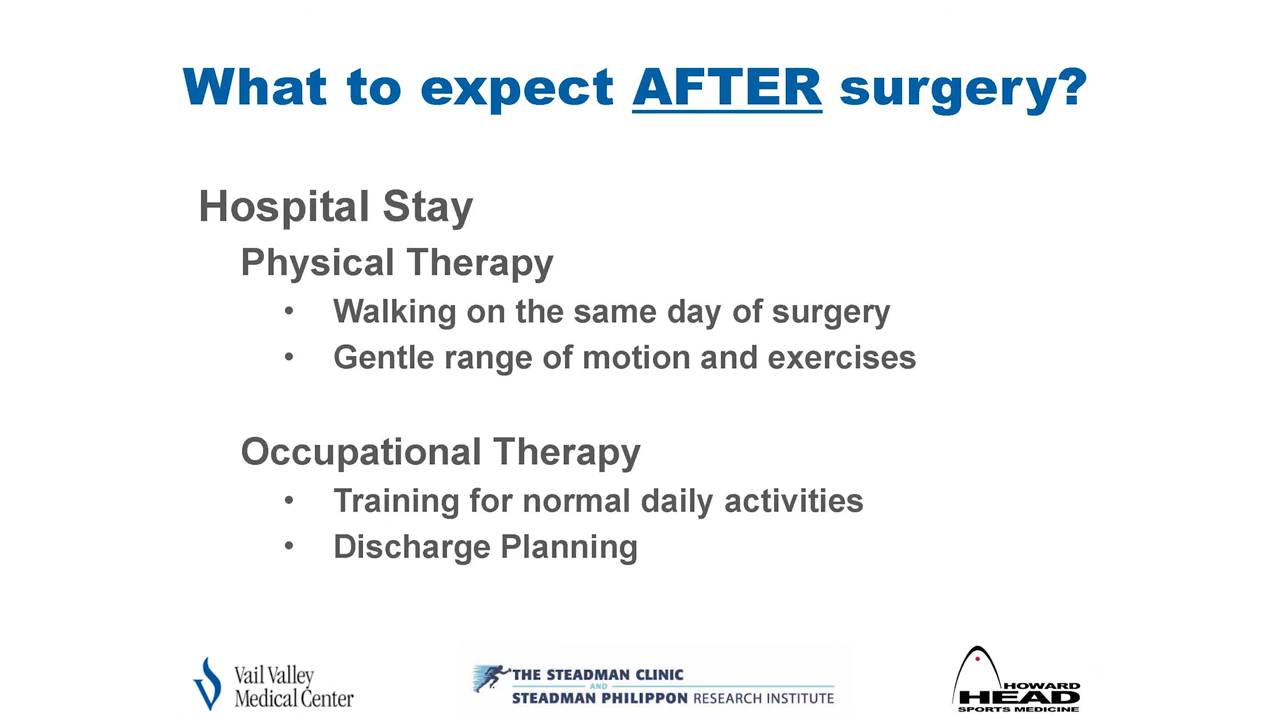 What to expect AFTER surgery?
Hospital Stay
Physical Therapy
• Walking on the same day of surgery
• Gentle range of motion and exercises
Occupational Therapy
• Training for normal daily activities
• Discharge Planning
Vail Valley
Medical Center
THE STEADMAN CLINIC
AND
STEADMAN PHILIPPON RESEARCH INSTITUTE
HOWARD
HEAD
SPORTS MEDICINE